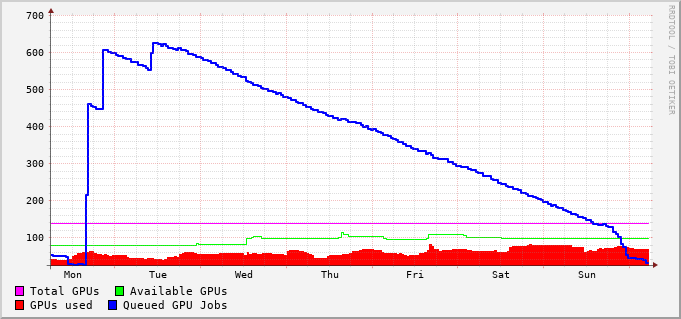 700
600
500
400
300
200
100
Mon Tue Wed Thu Fri Sat Sun
Total GPUs Available GPUs
GPUs used Queued GPU Jobs
RRDTOOL / TOBI OETIKER